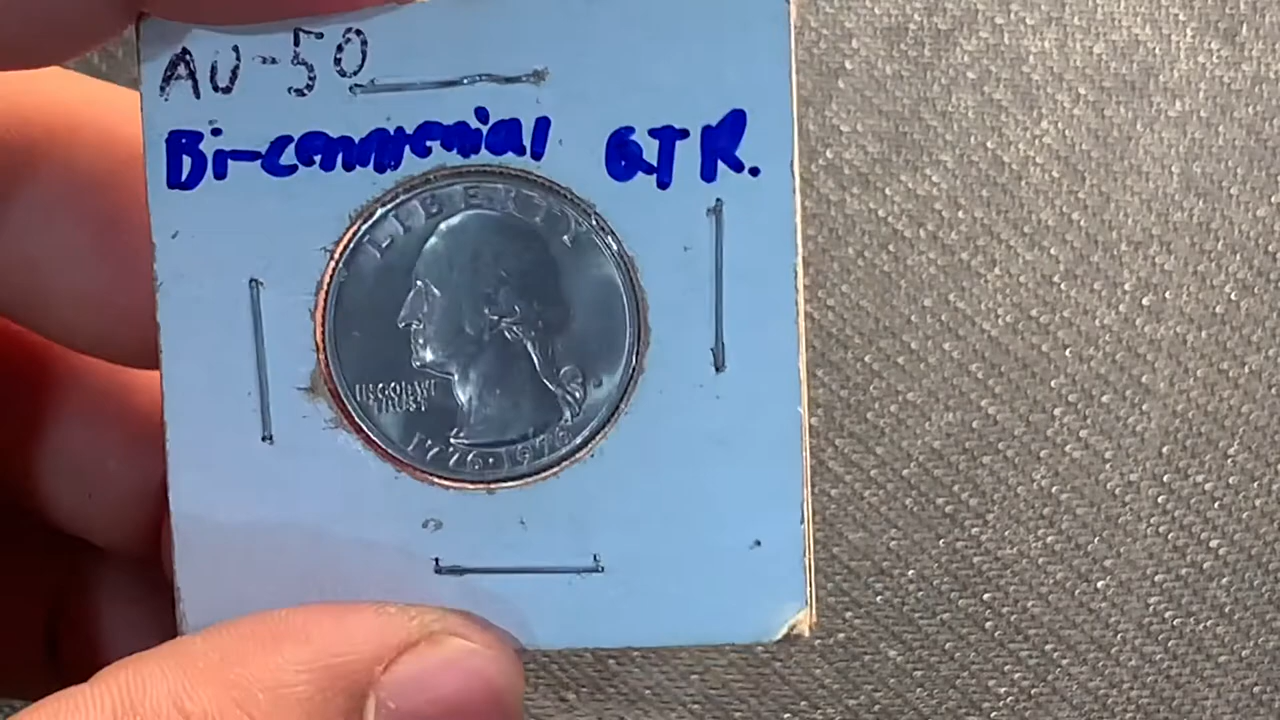 AU-50
Bi-centennial QTR.
LIBERTY
IN GOD WE
TRUST
1776·1976